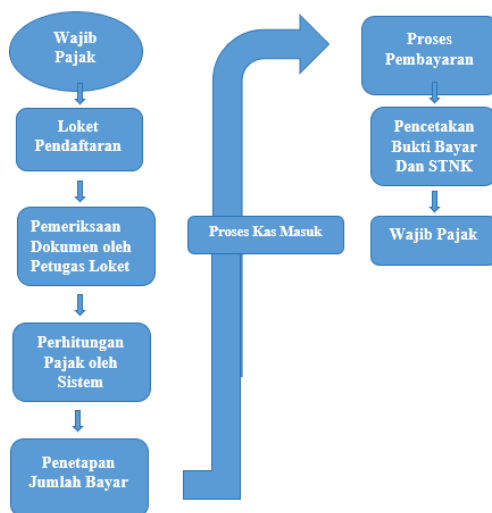 Wajib
Pajak
Loket
Pendaftaran
Pemeriksaan
Dokumen oleh
Petugas Loket
Perhitungan
Pajak oleh
Sistem
Penetapan
Jumlah Bayar
Proses Kas Masuk
Proses
Pembayaran
Pencetakan
Bukti Bayar
Dan STNK
Wajib Pajak